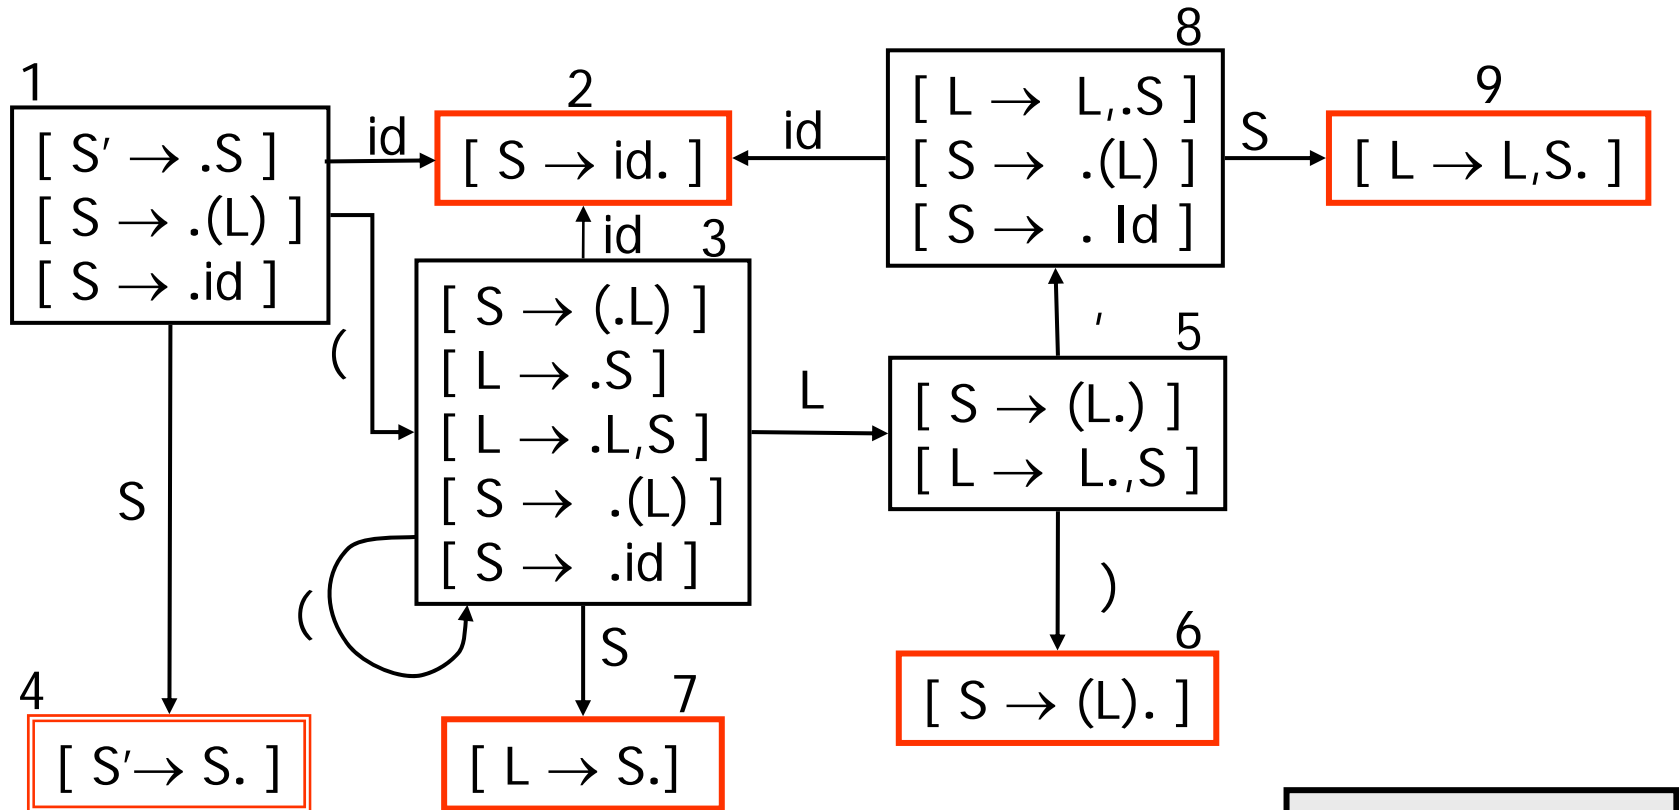 1
[ S′ → .S ]
[ S → .(L) ]
[ S → .id ]
id
2
[ S → id. ]
id
8
[ L → L,.S ]
[ S → .(L) ]
[ S → . Id ]
S
9
[ L → L,S. ]
(
id
3
[ S → (.L) ]
[ L → .S ]
[ L → .L,S ]
[ S → .(L) ]
[ S → .id ]
L
,
5
[ S → (L.) ]
[ L → L.,S ]
S
(
S
)
6
[ S → (L). ]
4
[ S′→ S. ]
7
[ L → S.]